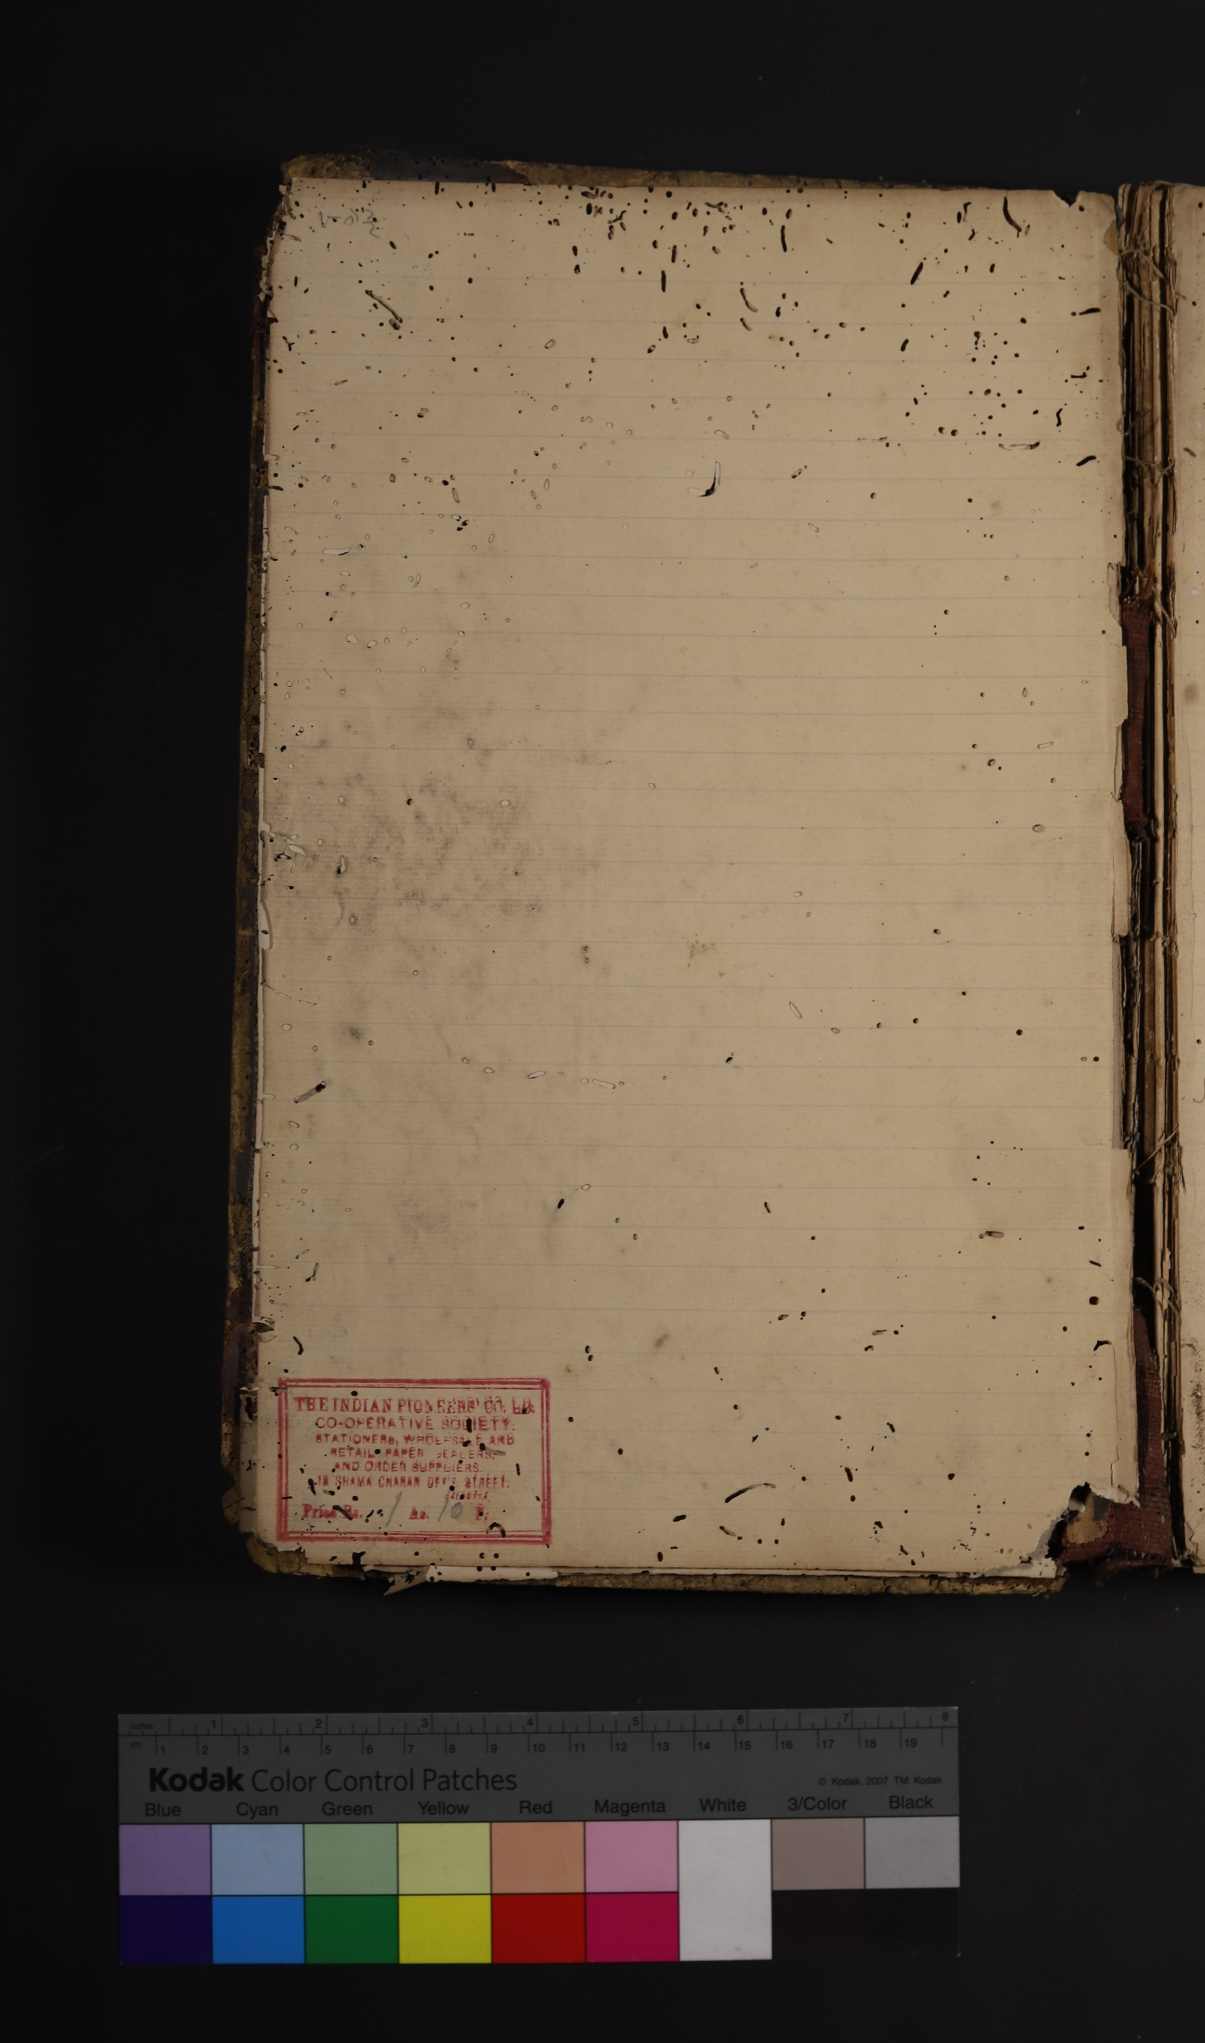 THE INDIAN PIONEERS' CO. LD.
CO-OPERATIVE SOCIETY.
STATIONERS, WHOLESALE AND
RETAIL PAPER DEALERS,
AND ORDER SUPPLIERS.
SHAMA CHARAN DEY'S STREET.
CALCUTTA
Price Rs. 1 As. 10 P.
inches 1 2 3 4 5 6 7 8
cm 1 2 3 4 5 6 7 8 9 10 11 12 13 14 15 16 17 18 19
Kodak Color Control Patches
© Kodak, 2007 TM: Kodak
Blue Cyan Green Yellow Red Magenta White 3/Color Black